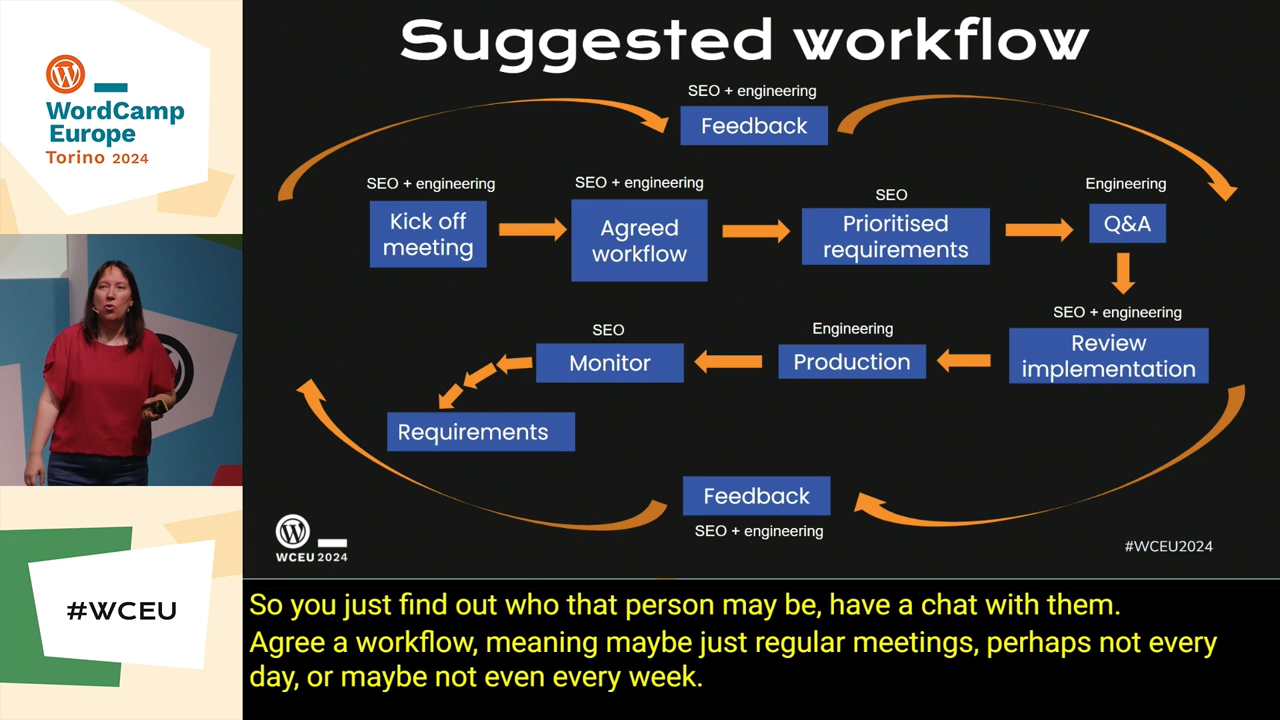 WordCamp
Europe
Torino 2024
#WCEU
Suggested workflow
SEO + engineering
Feedback
SEO + engineering
Kick off
meeting
SEO + engineering
Agreed
workflow
SEO
Prioritised
requirements
Engineering
Q&A
SEO + engineering
Review
implementation
Engineering
Production
SEO
Monitor
Requirements
Feedback
SEO + engineering
WCEU 2024
#WCEU2024
So you just find out who that person may be, have a chat with them.
Agree a workflow, meaning maybe just regular meetings, perhaps not every
day, or maybe not even every week.